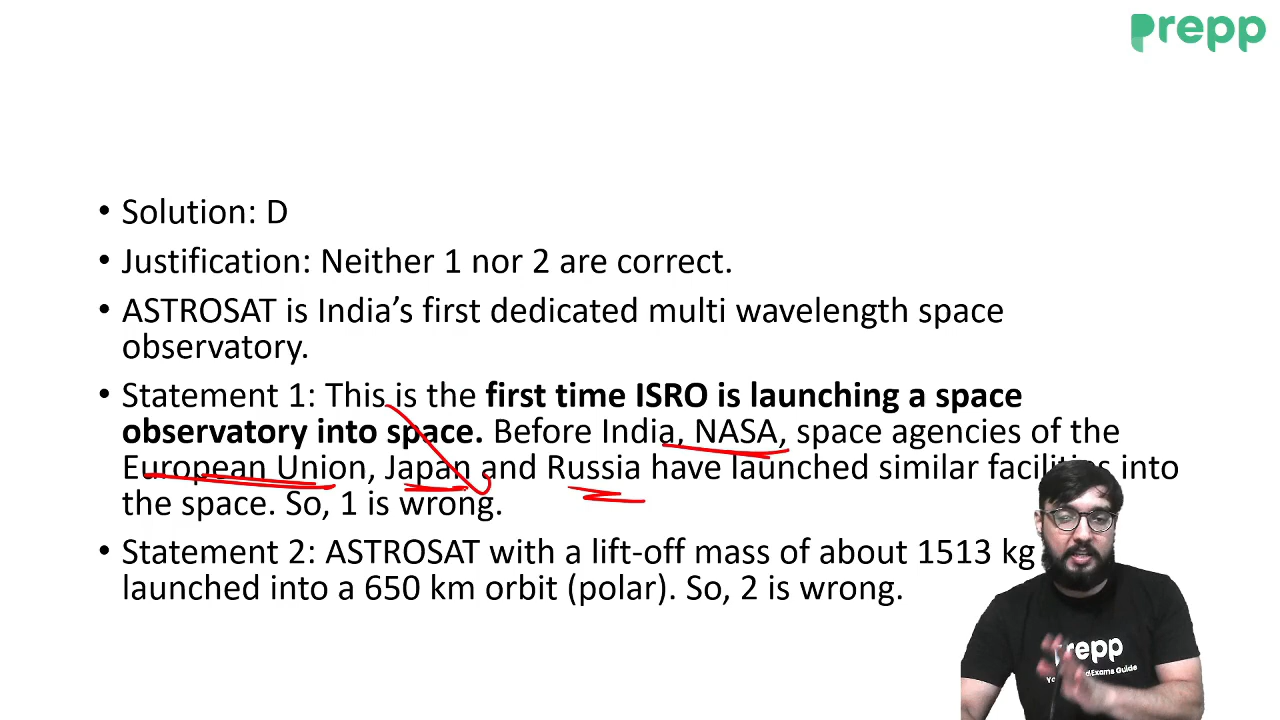 Prepp
• Solution: D
• Justification: Neither 1 nor 2 are correct.
• ASTROSAT is India’s first dedicated multi wavelength space
observatory.
• Statement 1: This is the first time ISRO is launching a space
observatory into space. Before India, NASA, space agencies of the
European Union, Japan and Russia have launched similar facilities into
the space. So, 1 is wrong.
• Statement 2: ASTROSAT with a lift-off mass of about 1513 kg
launched into a 650 km orbit (polar). So, 2 is wrong.
prepp
Exams Guide